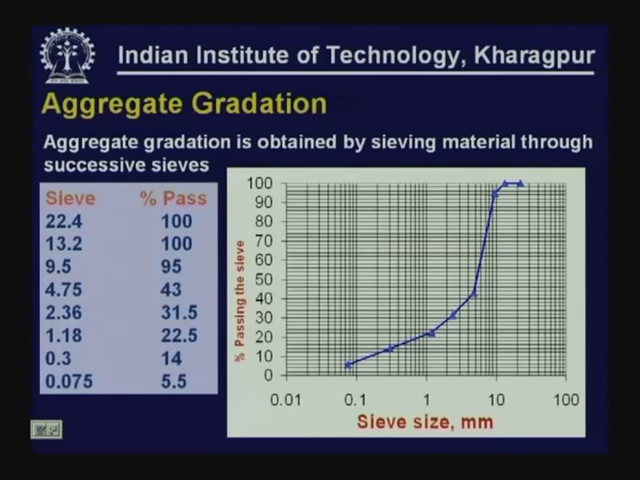 Indian Institute of Technology, Kharagpur
Aggregate Gradation
Aggregate gradation is obtained by sieving material through
successive sieves
Sieve % Pass
22.4 100
13.2 100
9.5 95
4.75 43
2.36 31.5
1.18 22.5
0.3 14
0.075 5.5
% Passing the sieve
100
90
80
70
60
50
40
30
20
10
0
0.01 0.1 1 10 100
Sieve size, mm